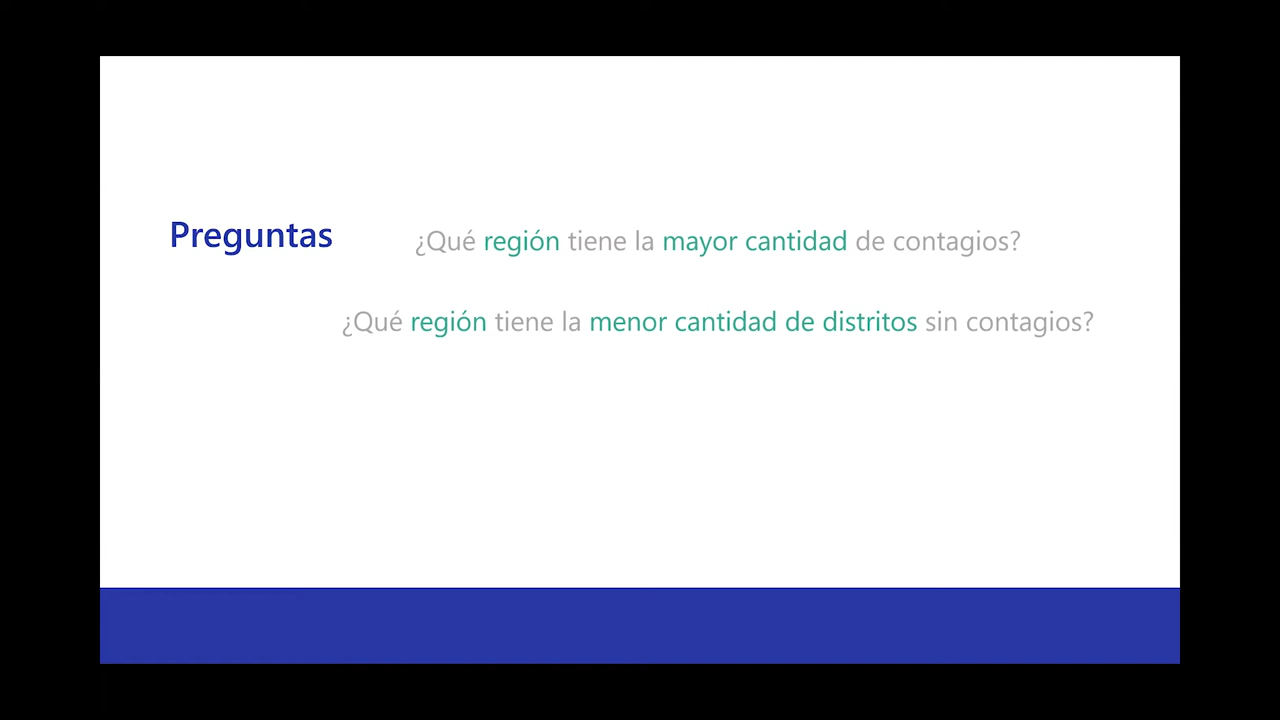 Preguntas
¿Qué región tiene la mayor cantidad de contagios?
¿Qué región tiene la menor cantidad de distritos sin contagios?